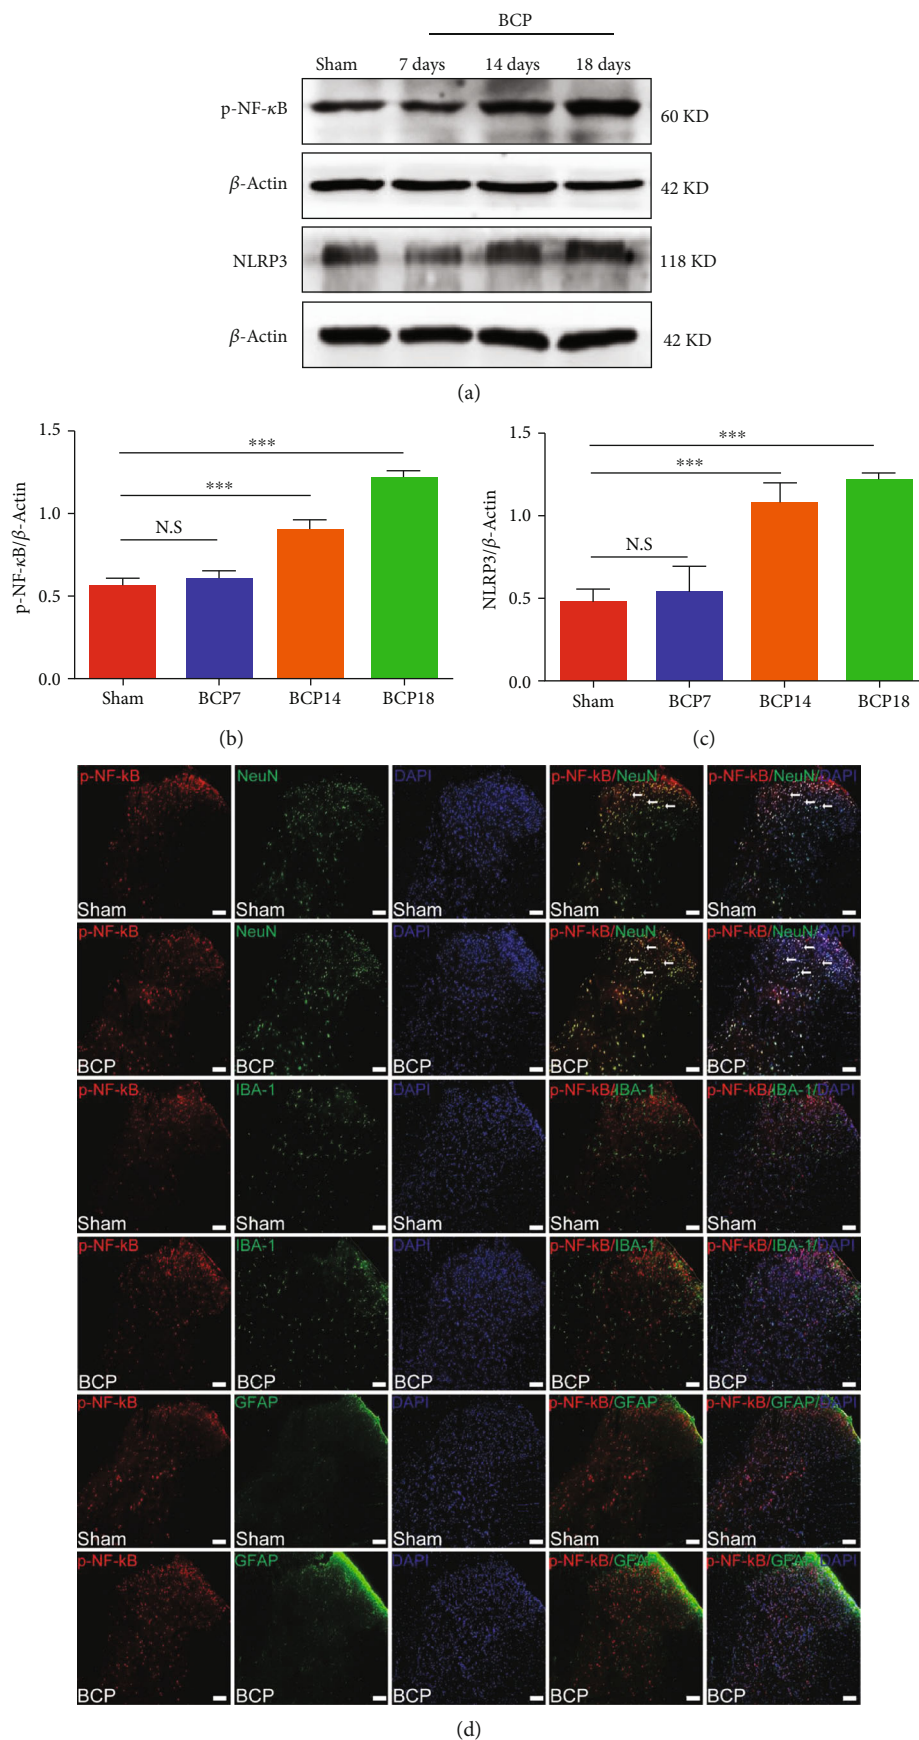 BCP
Sham 7 days 14 days 18 days
p-NF-κB 60 KD
β-Actin 42 KD
NLRP3 118 KD
β-Actin 42 KD
(a)
p-NF-κB/β-Actin
1.5
1.0
0.5
0.0
***
***
N.S
Sham BCP7 BCP14 BCP18
(b)
NLRP3/β-Actin
1.5
1.0
0.5
0.0
***
***
N.S
Sham BCP7 BCP14 BCP18
(c)
p-NF-kB NeuN DAPI p-NF-kB/NeuN p-NF-kB/NeuN/DAPI
Sham Sham Sham Sham Sham
p-NF-kB NeuN DAPI p-NF-kB/NeuN p-NF-kB/NeuN/DAPI
BCP BCP BCP BCP BCP
p-NF-kB IBA-1 DAPI p-NF-kB/IBA-1 p-NF-kB/IBA-1/DAPI
Sham Sham Sham Sham Sham
p-NF-kB IBA-1 DAPI p-NF-kB/IBA-1 p-NF-kB/IBA-1/DAPI
BCP BCP BCP BCP BCP
p-NF-kB GFAP DAPI p-NF-kB/GFAP p-NF-kB/GFAP/DAPI
Sham Sham Sham Sham Sham
p-NF-kB GFAP DAPI p-NF-kB/GFAP p-NF-kB/GFAP/DAPI
BCP BCP BCP BCP BCP
(d)